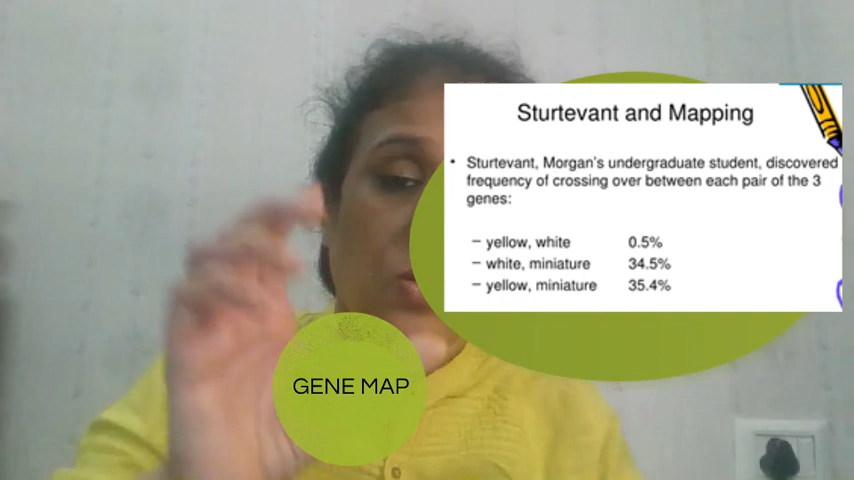 Sturtevant and Mapping
• Sturtevant, Morgan's undergraduate student, discovered
frequency of crossing over between each pair of the 3
genes:
– yellow, white 0.5%
– white, miniature 34.5%
– yellow, miniature 35.4%
GENE MAP